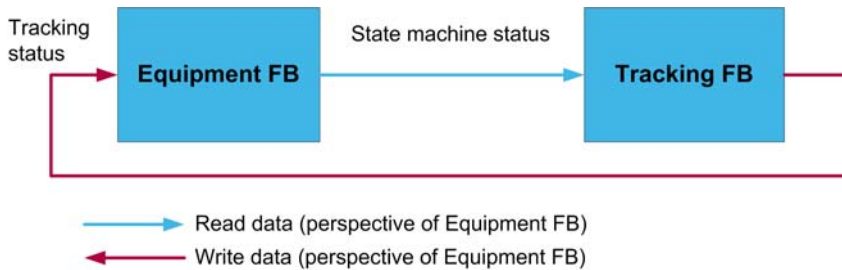 Tracking
status
Equipment FB
State machine status
Tracking FB
Read data (perspective of Equipment FB)
Write data (perspective of Equipment FB)